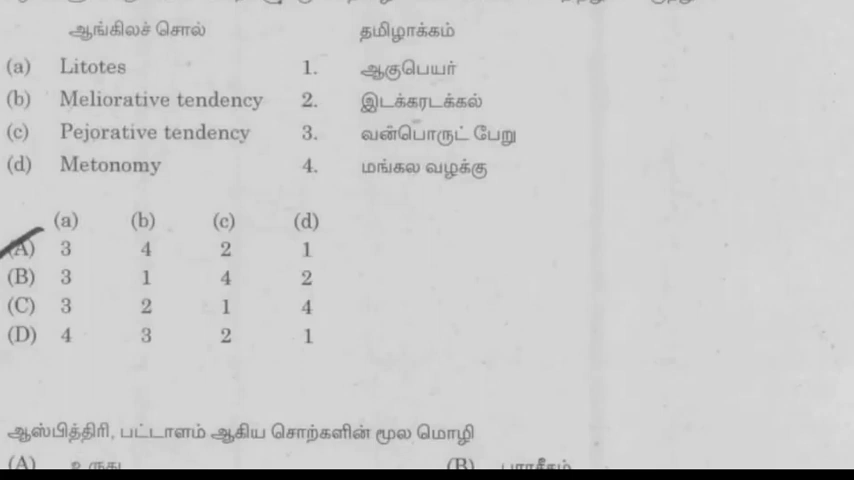 ஆங்கிலச் சொல் தமிழாக்கம்
(a) Litotes 1. ஆகுபெயர்
(b) Meliorative tendency 2. இடக்கரடக்கல்
(c) Pejorative tendency 3. வன்பொருட் பேறு
(d) Metonomy 4. மங்கல வழக்கு
(a) (b) (c) (d)
(A) 3 4 2 1
(B) 3 1 4 2
(C) 3 2 1 4
(D) 4 3 2 1
ஆஸ்பித்திரி, பட்டாளம் ஆகிய சொற்களின் மூல மொழி
(A) உருது (B)